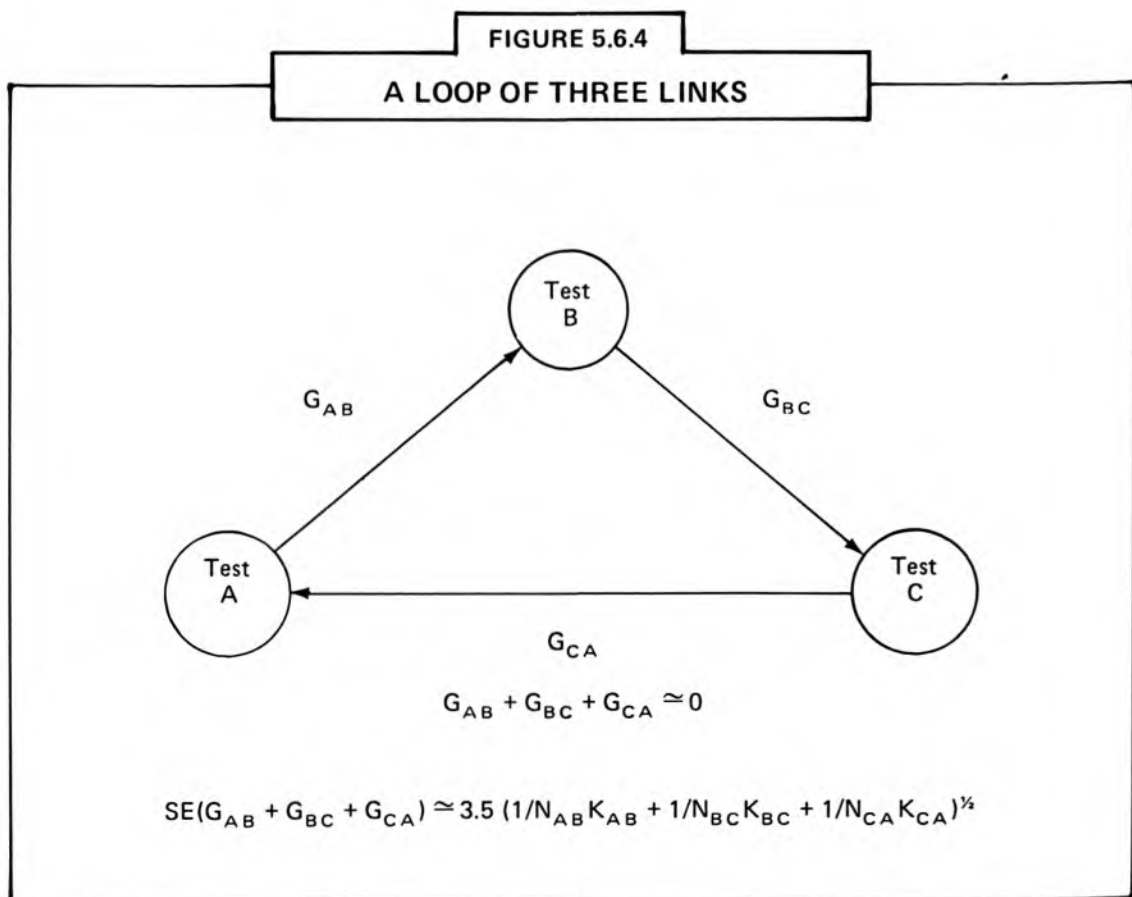 FIGURE 5.6.4
A LOOP OF THREE LINKS
Test
B
G_AB
G_BC
Test
A
Test
C
G_CA
G_AB + G_BC + G_CA ≃ 0
SE(G_AB + G_BC + G_CA) ≃ 3.5 (1/N_AB K_AB + 1/N_BC K_BC + 1/N_CA K_CA)^½